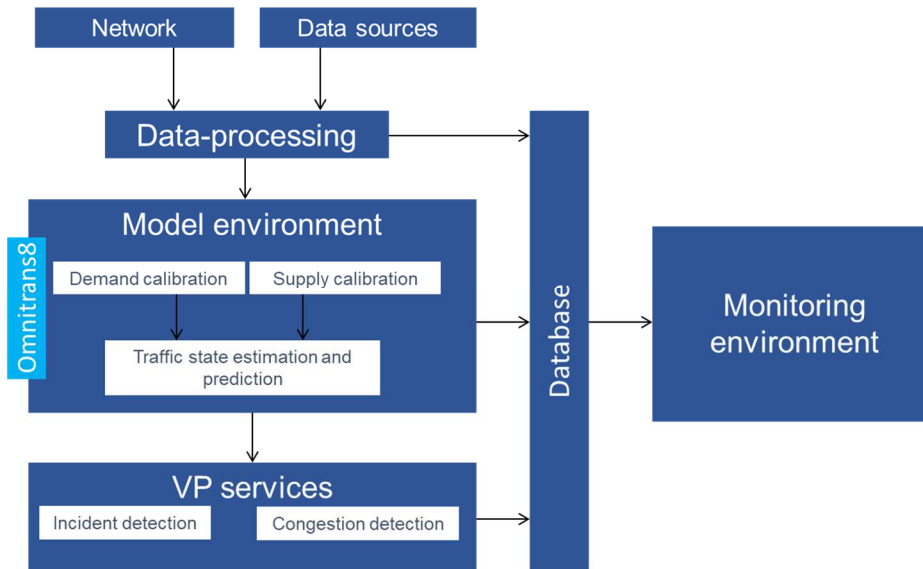 Network
Data sources
Data-processing
Model environment
Omnitrans8
Demand calibration
Supply calibration
Traffic state estimation and
prediction
VP services
Incident detection
Congestion detection
Database
Monitoring
environment